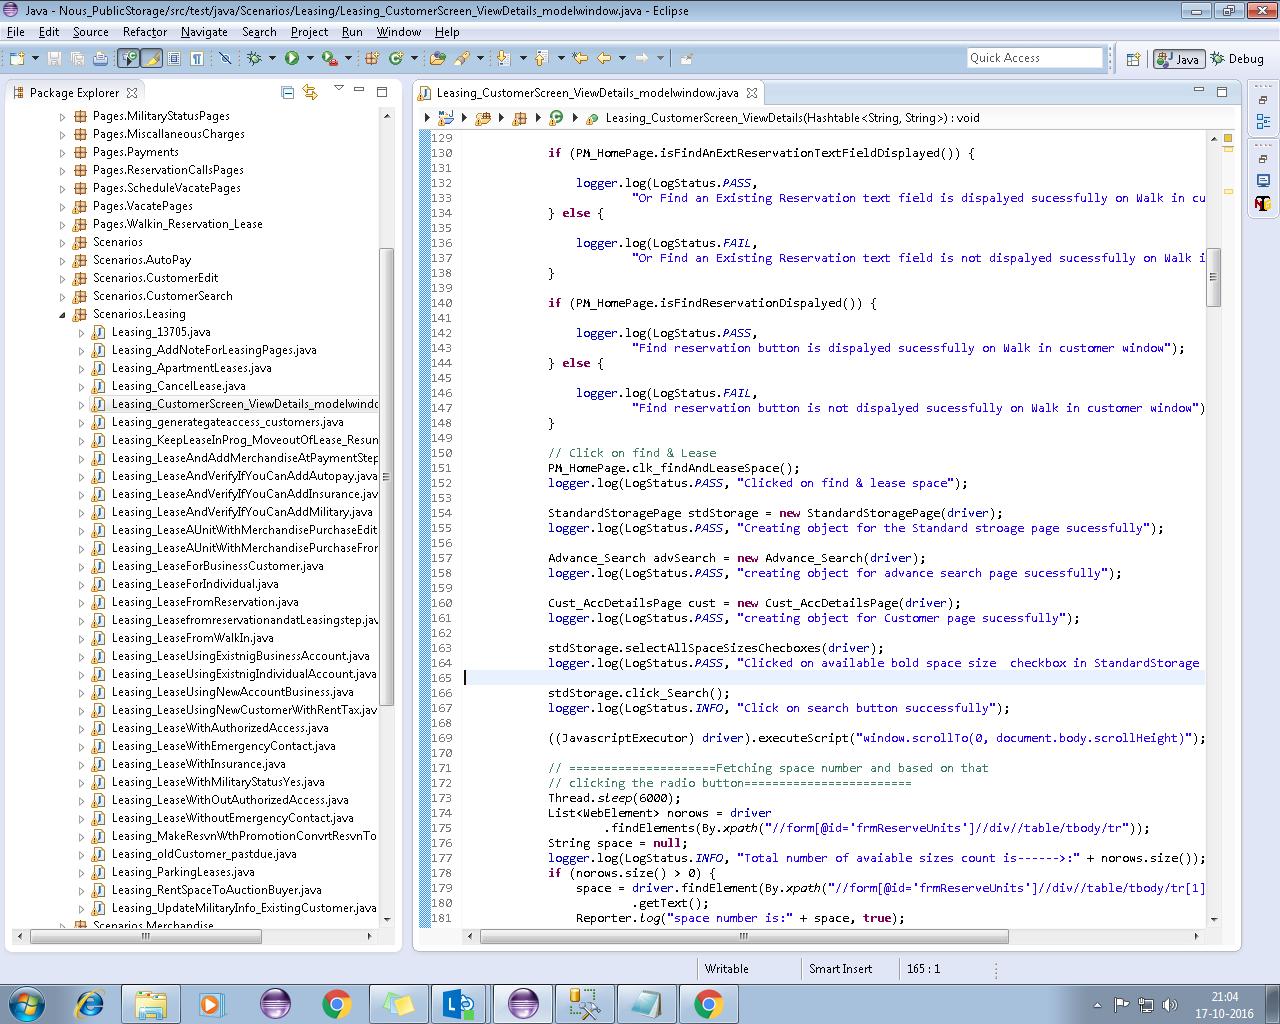 Java - Nous_PublicStorage/src/test/java/Scenarios/Leasing/Leasing_CustomerScreen_ViewDetails_modelwindow.java - Eclipse
File Edit Source Refactor Navigate Search Project Run Window Help
Quick Access
Java
Debug
Package Explorer
Pages.MilitaryStatusPages
Pages.MiscallaneousCharges
Pages.Payments
Pages.ReservationCallsPages
Pages.ScheduleVacatePages
Pages.VacatePages
Pages.Walkin_Reservation_Lease
Scenarios
Scenarios.AutoPay
Scenarios.CustomerEdit
Scenarios.CustomerSearch
Scenarios.Leasing
Leasing_13705.java
Leasing_AddNoteForLeasingPages.java
Leasing_ApartmentLeases.java
Leasing_CancelLease.java
Leasing_CustomerScreen_ViewDetails_modelwindo
Leasing_generategateaccess_customers.java
Leasing_KeepLeaseInProg_MoveoutOfLease_Resun
Leasing_LeaseAndAddMerchandiseAtPaymentStep
Leasing_LeaseAndVerifyIfYouCanAddAutopay.java
Leasing_LeaseAndVerifyIfYouCanAddInsurance.jav
Leasing_LeaseAndVerifyIfYouCanAddMilitary.java
Leasing_LeaseAUnitWithMerchandisePurchaseEdit
Leasing_LeaseAUnitWithMerchandisePurchaseFror
Leasing_LeaseForBusinessCustomer.java
Leasing_LeaseForIndividual.java
Leasing_LeaseFromReservation.java
Leasing_LeasefromreservationandatLeasingstep.jav
Leasing_LeaseFromWalkIn.java
Leasing_LeaseUsingExistnigBusinessAccount.java
Leasing_LeaseUsingExistnigIndividualAccount.java
Leasing_LeaseUsingNewAccountBusiness.java
Leasing_LeaseUsingNewCustomerWithRentTax.jav
Leasing_LeaseWithAuthorizedAccess.java
Leasing_LeaseWithEmergencyContact.java
Leasing_LeaseWithInsurance.java
Leasing_LeaseWithMilitaryStatusYes.java
Leasing_LeaseWithOutAuthorizedAccess.java
Leasing_LeaseWithoutEmergencyContact.java
Leasing_MakeResvnWthPromotionConvrtResvnTo
Leasing_oldCustomer_pastdue.java
Leasing_ParkingLeases.java
Leasing_RentSpaceToAuctionBuyer.java
Leasing_UpdateMilitaryInfo_ExistingCustomer.java
Scenarios.Merchandise
Leasing_CustomerScreen_ViewDetails_modelwindow.java
Leasing_CustomerScreen_ViewDetails(Hashtable<String, String>) : void
129
130 if (PM_HomePage.isFindAnExtReservationTextFieldDisplayed()) {
131
132 logger.log(LogStatus.PASS,
133 "Or Find an Existing Reservation text field is dispalyed sucessfully on Walk in cu
134 } else {
135
136 logger.log(LogStatus.FAIL,
137 "Or Find an Existing Reservation text field is not dispalyed sucessfully on Walk i
138 }
139
140 if (PM_HomePage.isFindReservationDispalyed()) {
141
142 logger.log(LogStatus.PASS,
143 "Find reservation button is dispalyed sucessfully on Walk in customer window");
144 } else {
145
146 logger.log(LogStatus.FAIL,
147 "Find reservation button is not dispalyed sucessfully on Walk in customer window")
148 }
149
150 // Click on find & Lease
151 PM_HomePage.clk_findAndLeaseSpace();
152 logger.log(LogStatus.PASS, "Clicked on find & lease space");
153
154 StandardStoragePage stdStorage = new StandardStoragePage(driver);
155 logger.log(LogStatus.PASS, "Creating object for the Standard stroage page sucessfully");
156
157 Advance_Search advSearch = new Advance_Search(driver);
158 logger.log(LogStatus.PASS, "creating object for advance search page sucessfully");
159
160 Cust_AccDetailsPage cust = new Cust_AccDetailsPage(driver);
161 logger.log(LogStatus.PASS, "creating object for Customer page sucessfully");
162
163 stdStorage.selectAllSpaceSizesChecboxes(driver);
164 logger.log(LogStatus.PASS, "Clicked on available bold space size  checkbox in StandardStorage
165
166 stdStorage.click_Search();
167 logger.log(LogStatus.INFO, "Click on search button successfully");
168
169 ((JavascriptExecutor) driver).executeScript("window.scrollTo(0, document.body.scrollHeight)");
170
171 // =====================Fetching space number and based on that
172 // clicking the radio button========================
173 Thread.sleep(6000);
174 List<WebElement> norows = driver
175 .findElements(By.xpath("//form[@id='frmReserveUnits']//div//table/tbody/tr"));
176 String space = null;
177 logger.log(LogStatus.INFO, "Total number of avaiable sizes count is------>:" + norows.size());
178 if (norows.size() > 0) {
179 space = driver.findElement(By.xpath("//form[@id='frmReserveUnits']//div//table/tbody/tr[1]
180 .getText();
181 Reporter.log("space number is:" + space, true);
Writable
Smart Insert
165 : 1
21:04
17-10-2016